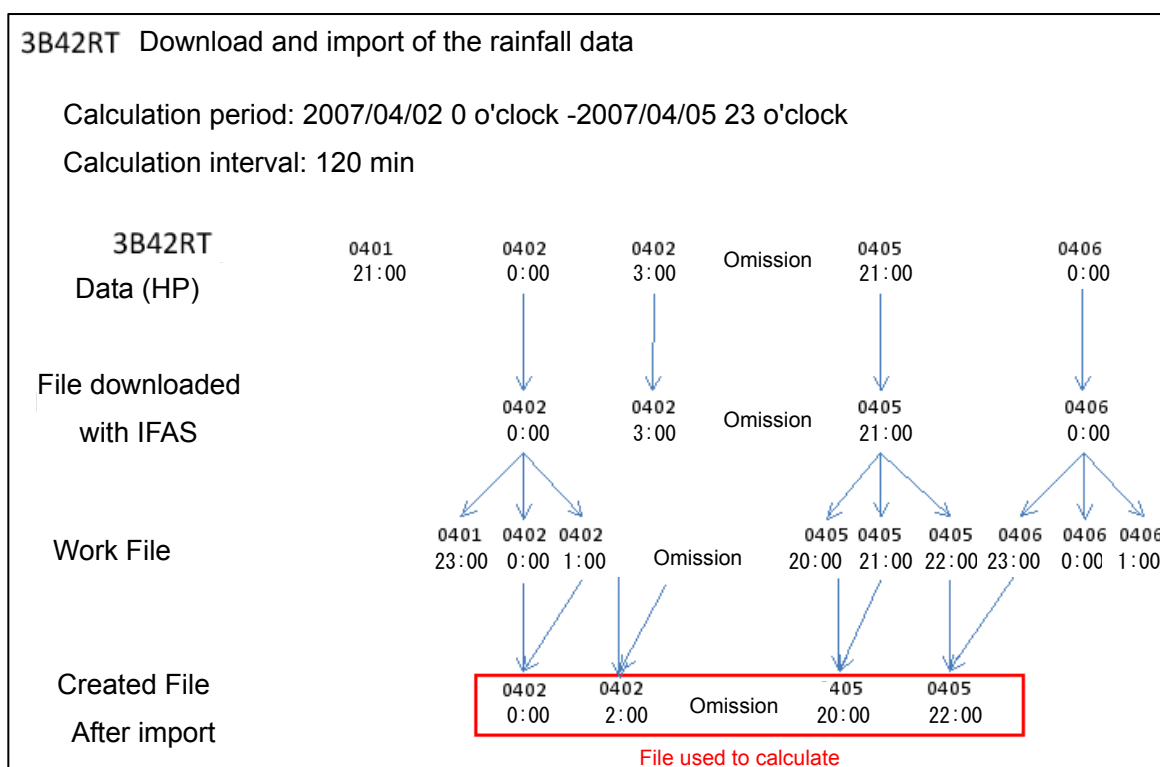 3B42RT Download and import of the rainfall data
Calculation period: 2007/04/02 0 o'clock -2007/04/05 23 o'clock
Calculation interval: 120 min
3B42RT
Data (HP)
0401 0402 0402 Omission 0405 0406
21:00 0:00 3:00 21:00 0:00
File downloaded
with IFAS
0402 0402 Omission 0405 0406
0:00 3:00 21:00 0:00
Work File
0401 0402 0402 0405 0405 0405 0406 0406 0406
23:00 0:00 1:00 Omission 20:00 21:00 22:00 23:00 0:00 1:00
Created File
After import
0402 0402 Omission 405 0405
0:00 2:00 20:00 22:00
File used to calculate